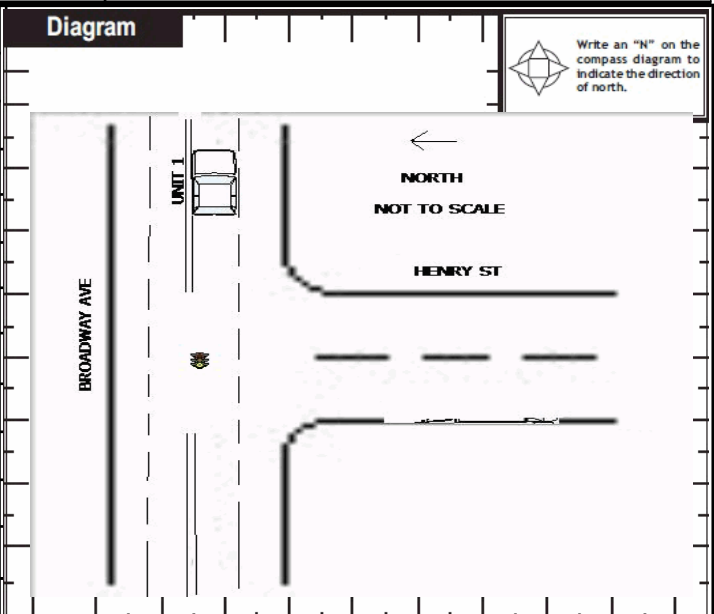 Diagram
Write an “N” on the
compass diagram to
indicate the direction
of north.
UNIT 1
NORTH
NOT TO SCALE
HENRY ST
BROADWAY AVE